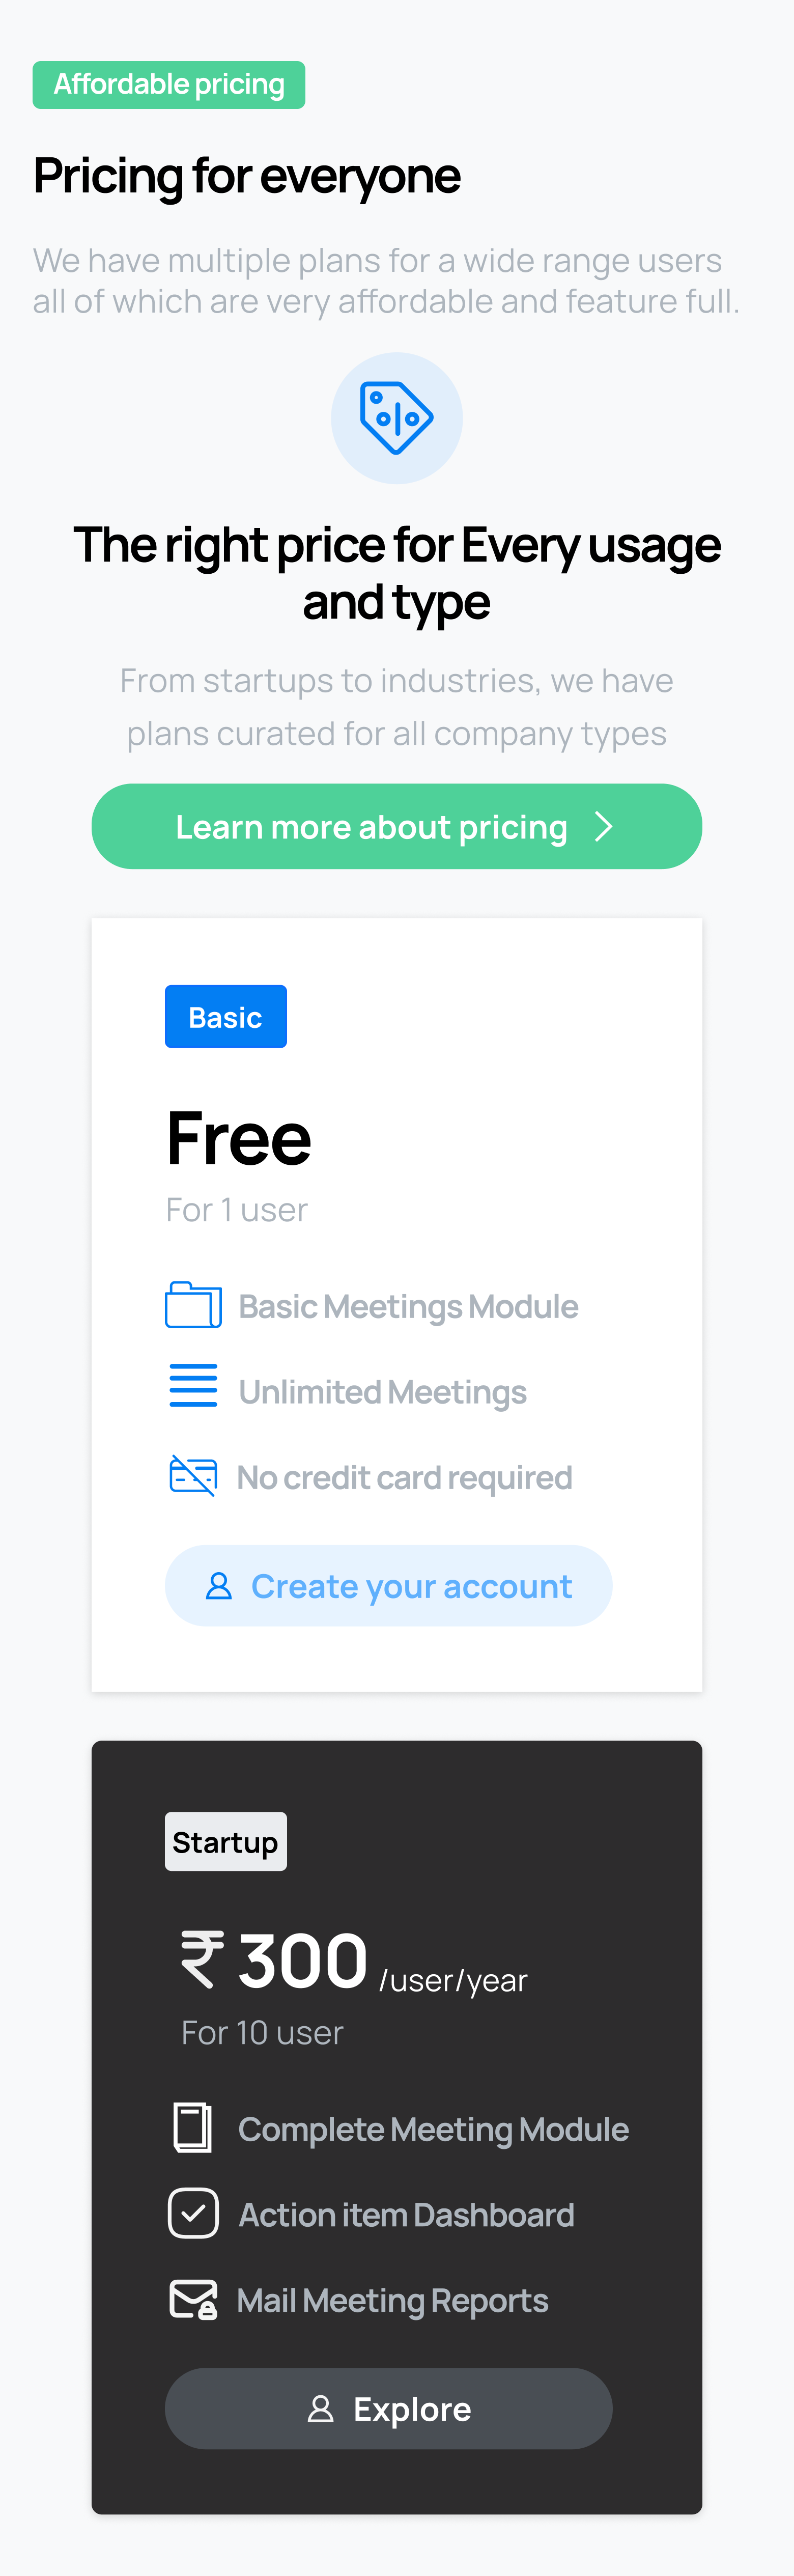 Affordable pricing
Pricing for everyone
We have multiple plans for a wide range users
all of which are very affordable and feature full.
The right price for Every usage
and type
From startups to industries, we have
plans curated for all company types
Learn more about pricing
Basic
Free
For 1 user
Basic Meetings Module
Unlimited Meetings
No credit card required
Create your account
Startup
₹ 300 /user/year
For 10 user
Complete Meeting Module
Action item Dashboard
Mail Meeting Reports
Explore